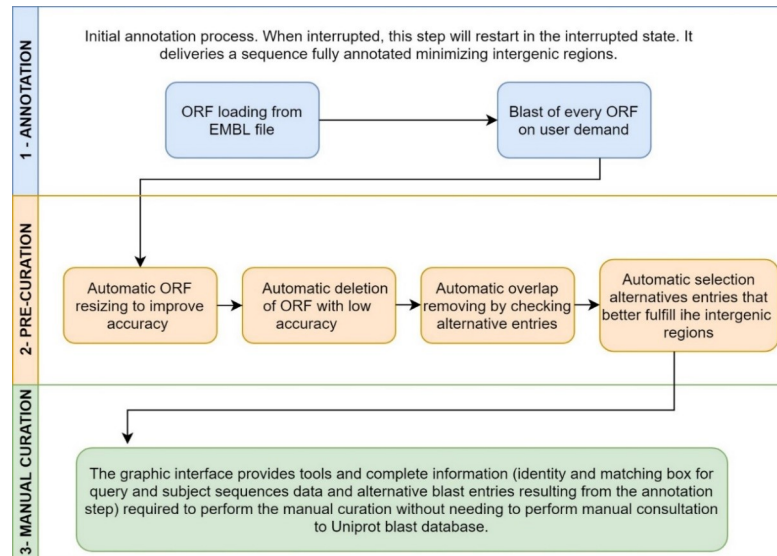 1 - ANNOTATION
Initial annotation process. When interrupted, this step will restart in the interrupted state. It
deliveries a sequence fully annotated minimizing intergenic regions.
ORF loading from
EMBL file
Blast of every ORF
on user demand
2- PRE-CURATION
Automatic ORF
resizing to improve
accuracy
Automatic deletion
of ORF with low
accuracy
Automatic overlap
removing by checking
alternative entries
Automatic selection
alternatives entries that
better fulfill ihe intergenic
regions
3- MANUAL CURATION
The graphic interface provides tools and complete information (identity and matching box for
query and subject sequences data and alternative blast entries resulting from the annotation
step) required to perform the manual curation without needing to perform manual consultation
to Uniprot blast database.